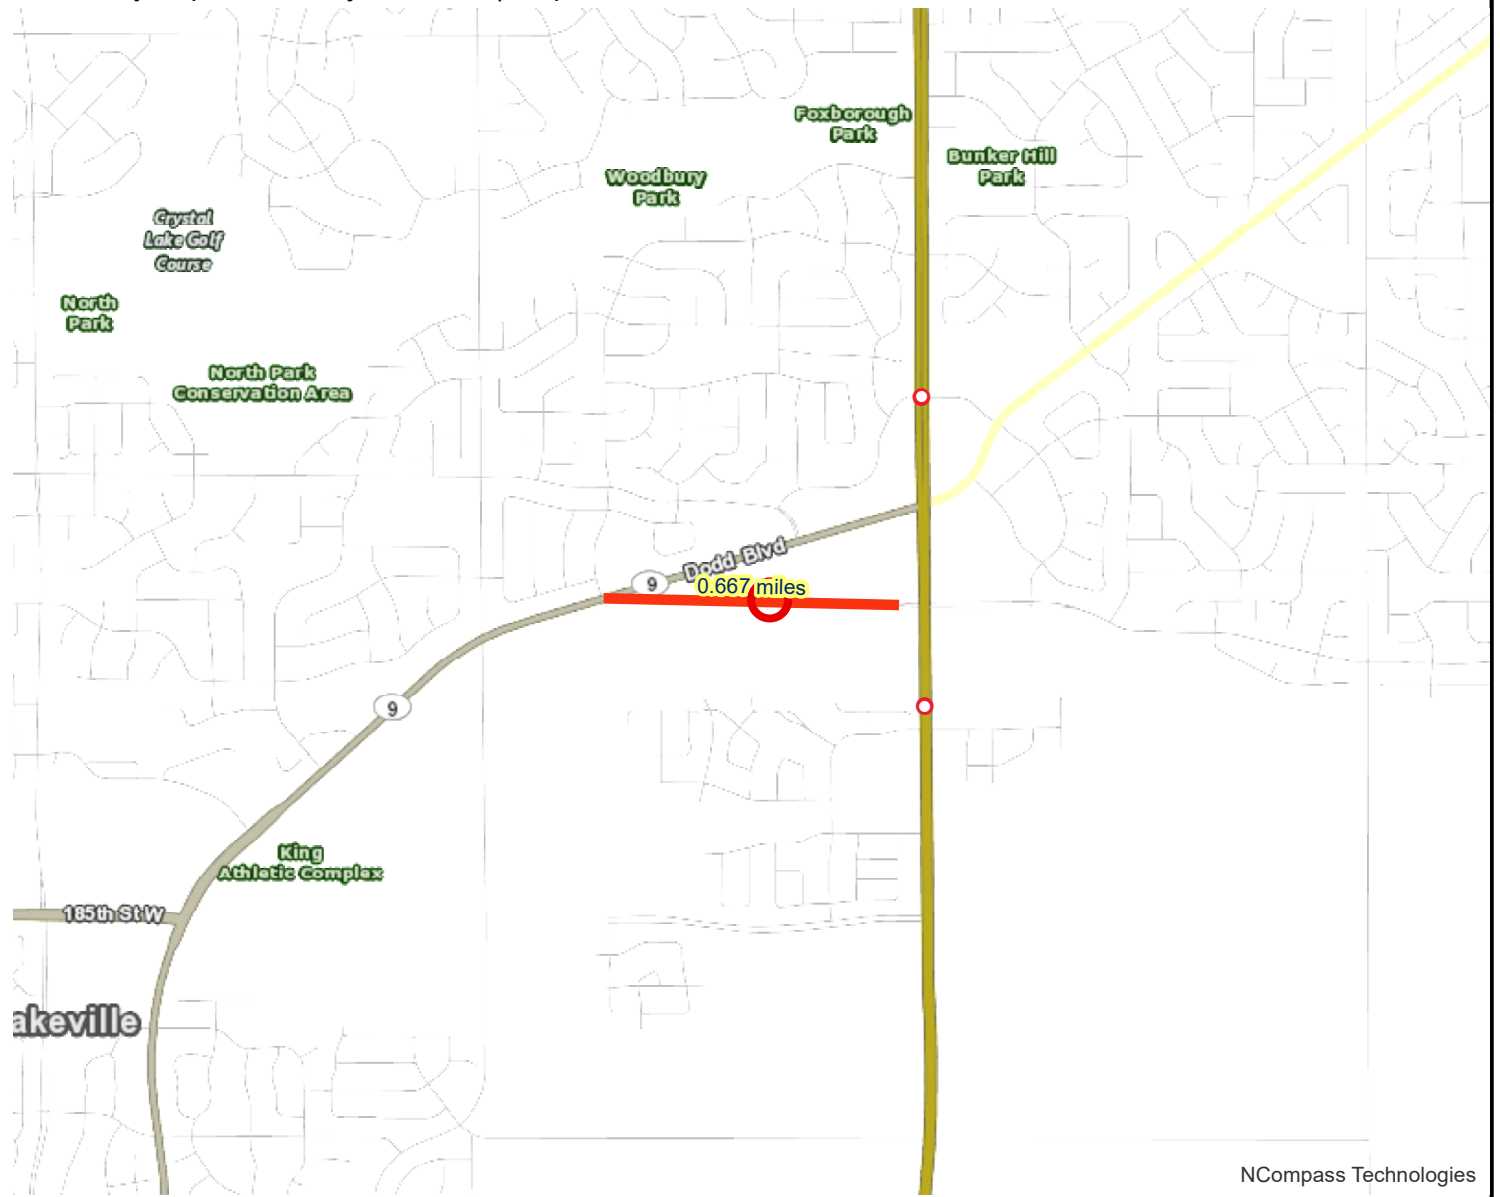 Foxborough
Park
Bunker Hill
Park
Woodbury
Park
Crystal
Lake Golf
Course
North
Park
North Park
Conservation Area
Dodd Blvd
9
0.667 miles
9
King
Athletic Complex
185th St W
akeville
NCompass Technologies